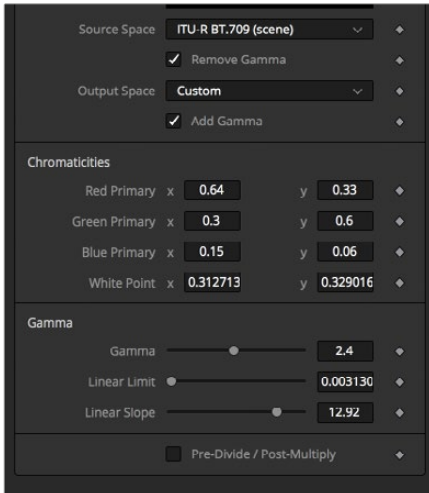 Source Space ITU-R BT.709 (scene)
Remove Gamma
Output Space Custom
Add Gamma
Chromaticities
Red Primary x 0.64 y 0.33
Green Primary x 0.3 y 0.6
Blue Primary x 0.15 y 0.06
White Point x 0.312713 y 0.329016
Gamma
Gamma 2.4
Linear Limit 0.003130
Linear Slope 12.92
Pre-Divide / Post-Multiply